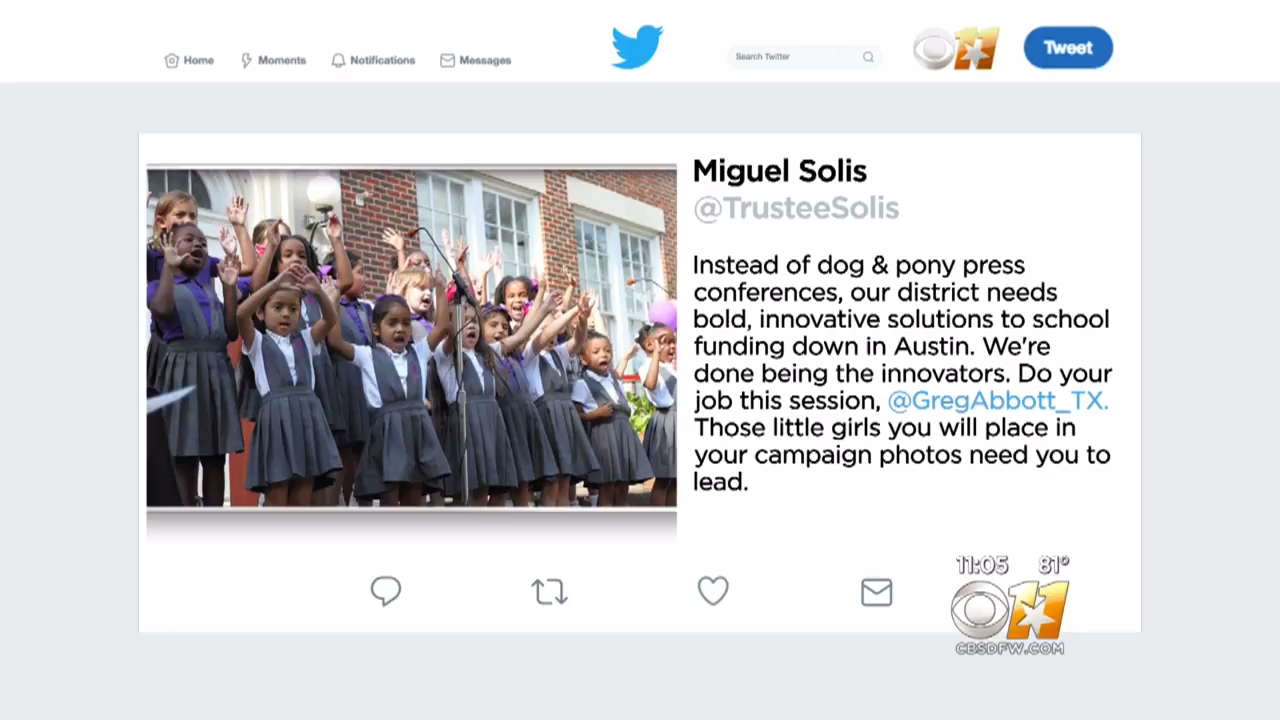 Home Moments Notifications Messages
Search Twitter
11
Tweet
Miguel Solis
@TrusteeSolis
Instead of dog & pony press
conferences, our district needs
bold, innovative solutions to school
funding down in Austin. We're
done being the innovators. Do your
job this session, @GregAbbott_TX.
Those little girls you will place in
your campaign photos need you to
lead.
11:05 81°
11
CBSDFW.COM